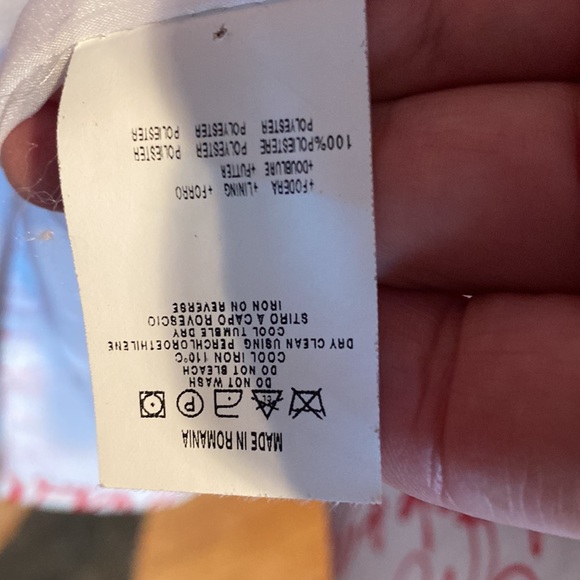 MADE IN ROMANIA
CL P
DO NOT WASH
DO NOT BLEACH
COOL IRON 110°C
DRY CLEAN USING PERCHLOROETHILENE
COOL TUMBLE DRY
STIRO A CAPO ROVESCIO
IRON ON REVERSE
+FODERA +LINING +FORRO
+DOUBLURE +FUTTER
100%POLIESTERE POLYESTER POLIESTER
POLYESTER POLYESTER POLIESTER